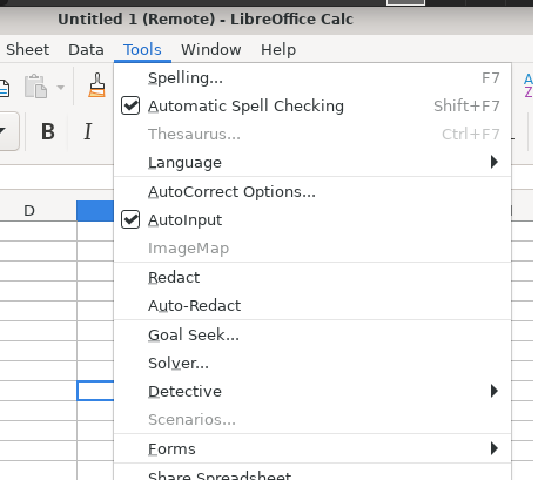 Untitled 1 (Remote) - LibreOffice Calc
Sheet Data Tools Window Help
Spelling... F7
Automatic Spell Checking Shift+F7
Thesaurus... Ctrl+F7
B I
Language
AutoCorrect Options...
D
AutoInput
ImageMap
Redact
Auto-Redact
Goal Seek...
Solver...
Detective
Scenarios...
Forms
Share Spreadsheet